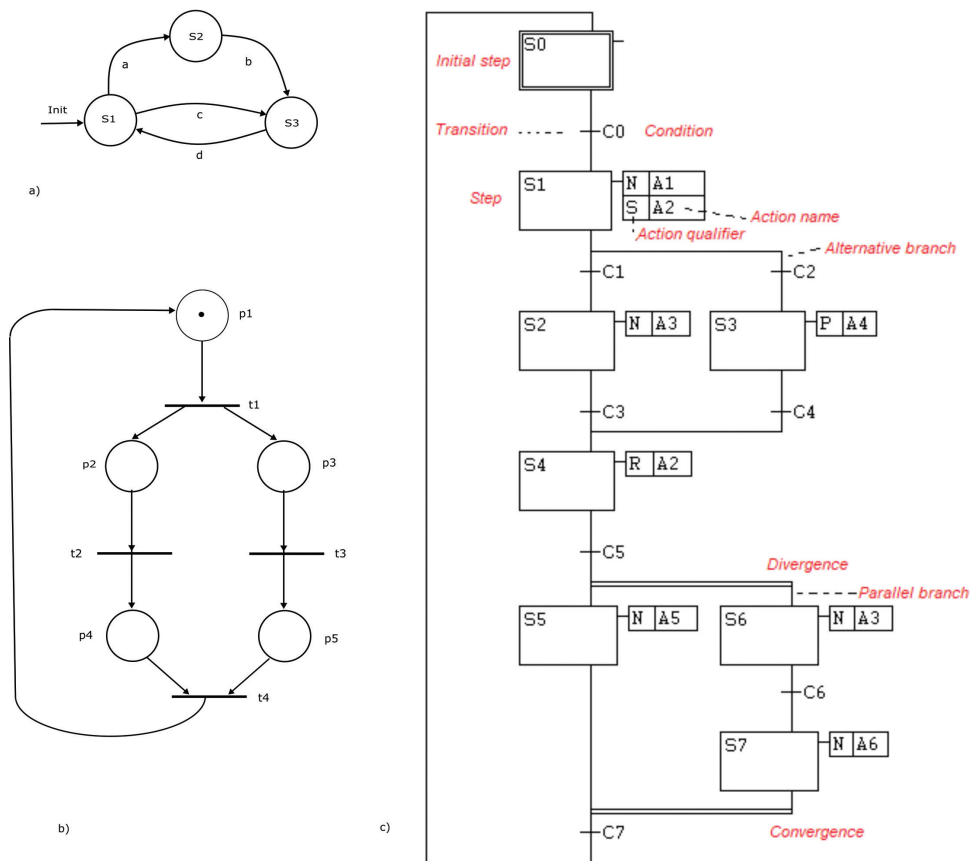 S2
a
b
Init
S1
c
S3
d
a)
p1
t1
p2
p3
t2
t3
p4
p5
t4
b)
S0
Initial step
Transition
C0
Condition
S1
N A1
Step
S A2
Action name
Action qualifier
Alternative branch
C1
C2
S2
N A3
S3
P A4
C3
C4
S4
R A2
C5
Divergence
Parallel branch
S5
N A5
S6
N A3
C6
S7
N A6
c)
C7
Convergence